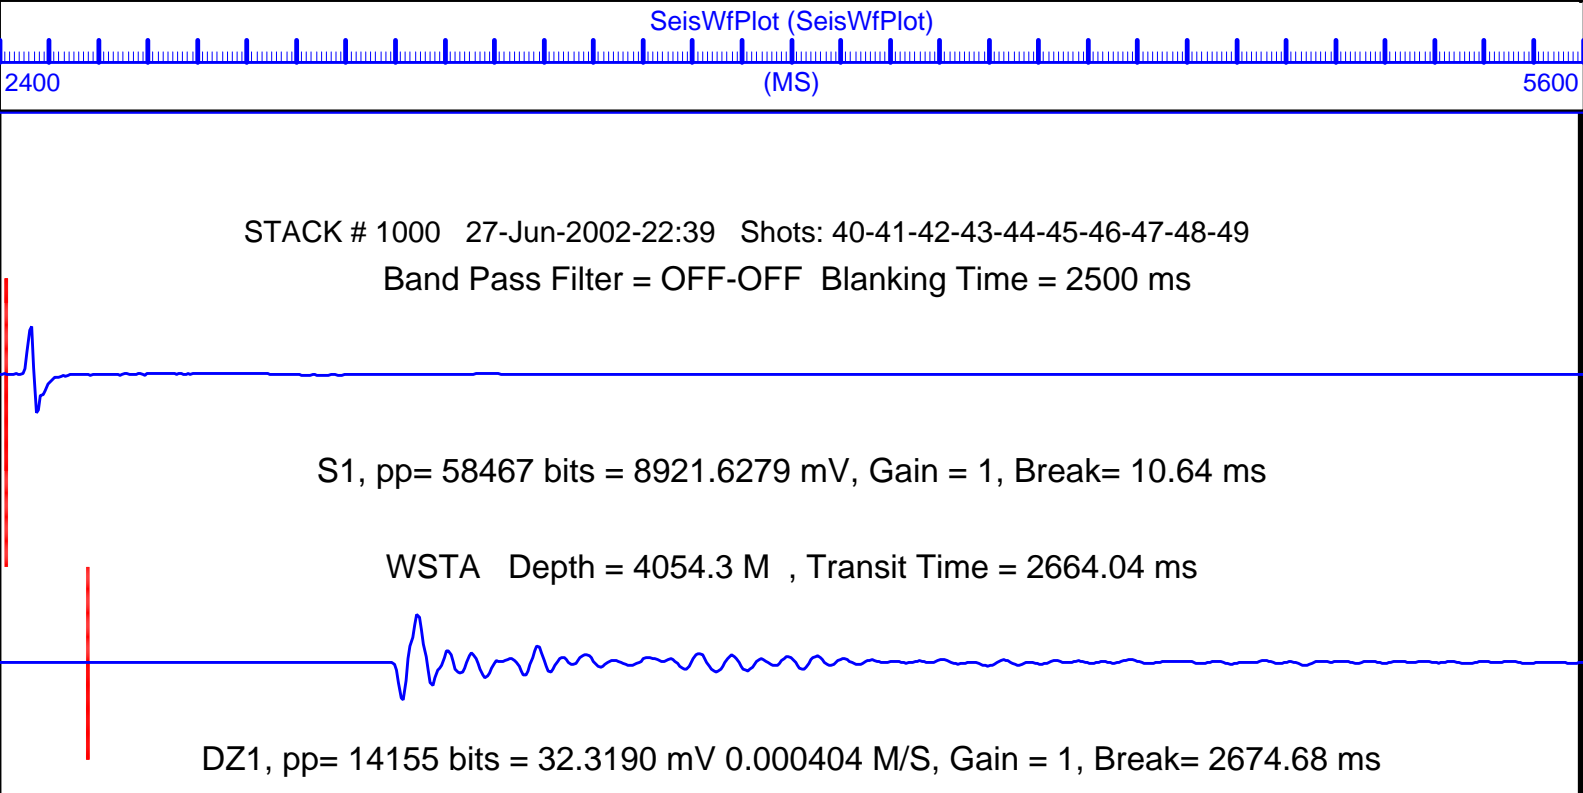 SeisWfPlot (SeisWfPlot)
2400 (MS) 5600
STACK # 1000 27-Jun-2002-22:39 Shots: 40-41-42-43-44-45-46-47-48-49
Band Pass Filter = OFF-OFF Blanking Time = 2500 ms
S1, pp= 58467 bits = 8921.6279 mV, Gain = 1, Break= 10.64 ms
WSTA Depth = 4054.3 M , Transit Time = 2664.04 ms
DZ1, pp= 14155 bits = 32.3190 mV 0.000404 M/S, Gain = 1, Break= 2674.68 ms